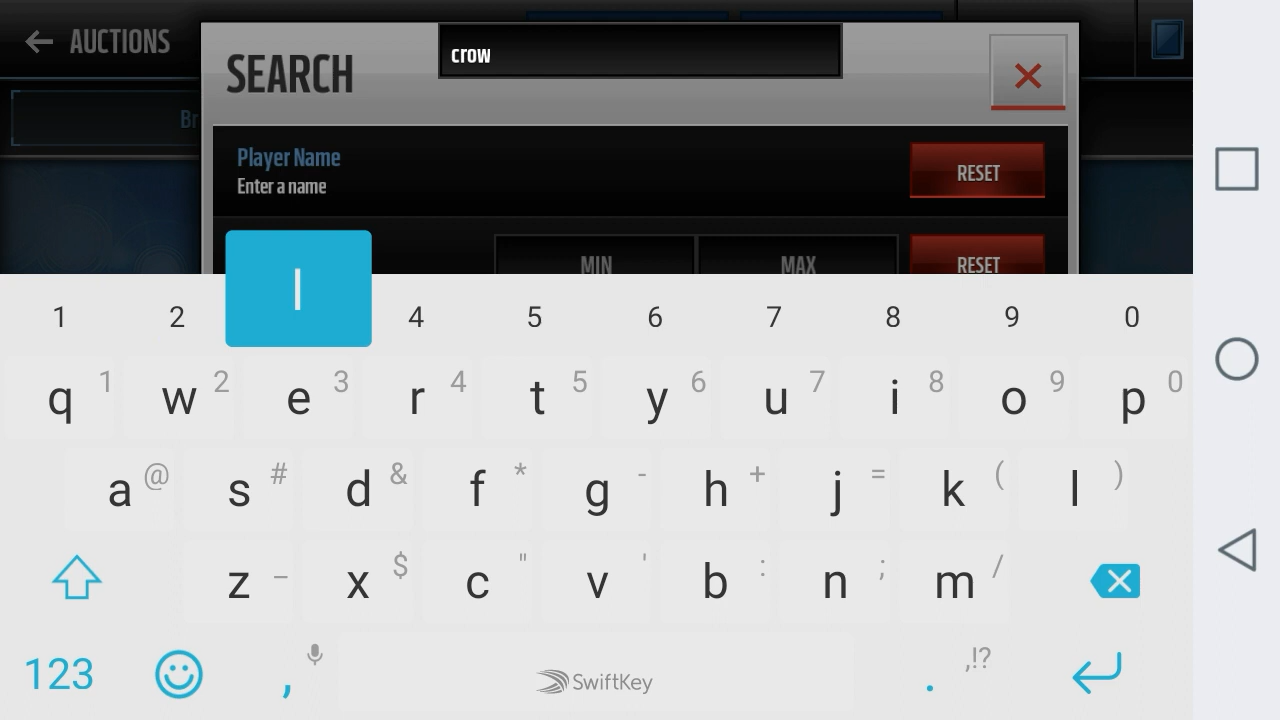 AUCTIONS
crow
SEARCH
Br
Player Name
Enter a name
RESET
MIN MAX RESET
l
1 2 4 5 6 7 8 9 0
q 1 w 2 e 3 r 4 t 5 y 6 u 7 i 8 o 9 p 0
a @ s # d & f * g - h + j = k ( l )
z _ x $ c " v ' b : n ; m /
123 , SwiftKey . ,!?